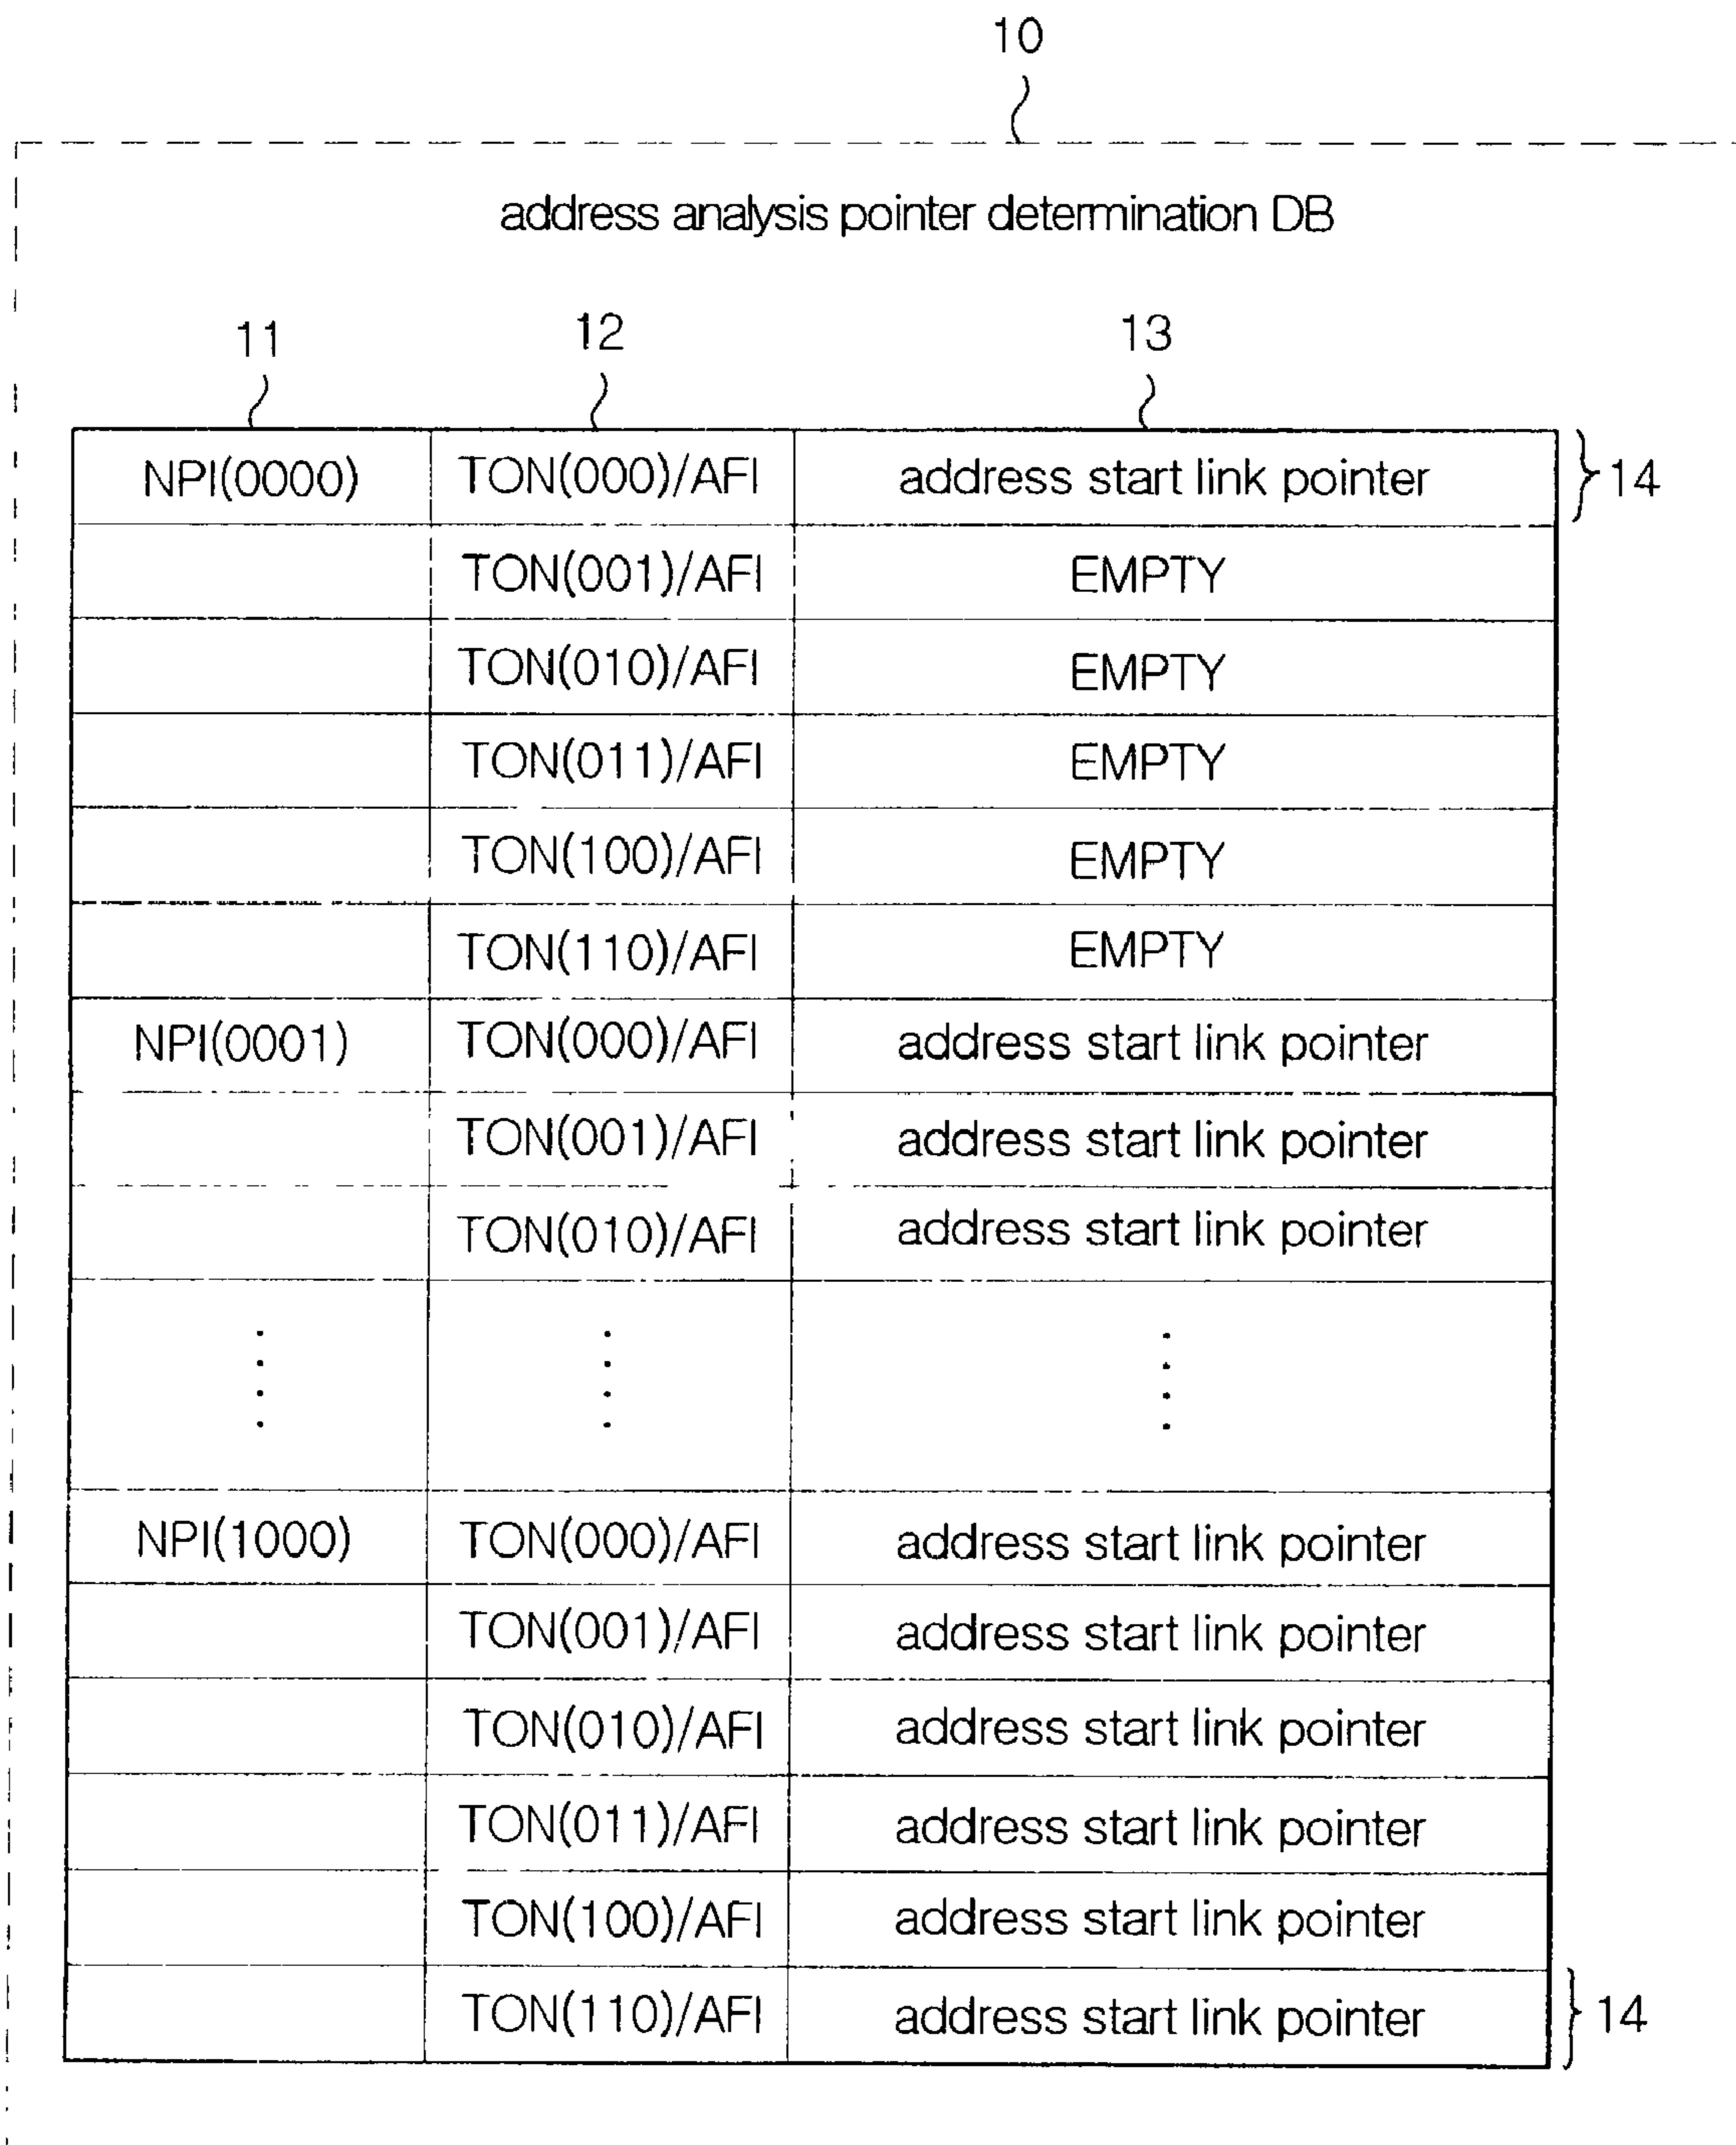 10
address analysis pointer determination DB
11 12 13
NPI(0000) TON(000)/AFI address start link pointer 14
TON(001)/AFI EMPTY
TON(010)/AFI EMPTY
TON(011)/AFI EMPTY
TON(100)/AFI EMPTY
TON(110)/AFI EMPTY
NPI(0001) TON(000)/AFI address start link pointer
TON(001)/AFI address start link pointer
TON(010)/AFI address start link pointer
NPI(1000) TON(000)/AFI address start link pointer
TON(001)/AFI address start link pointer
TON(010)/AFI address start link pointer
TON(011)/AFI address start link pointer
TON(100)/AFI address start link pointer
TON(110)/AFI address start link pointer 14